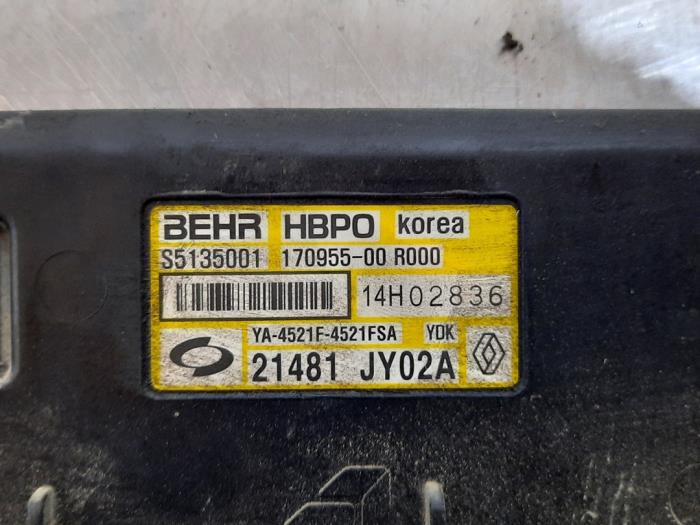 BEHR HBPO korea
S5135001 170955-00 R000
14H02836
YA-4521F-4521FSA YDK
21481 JY02A